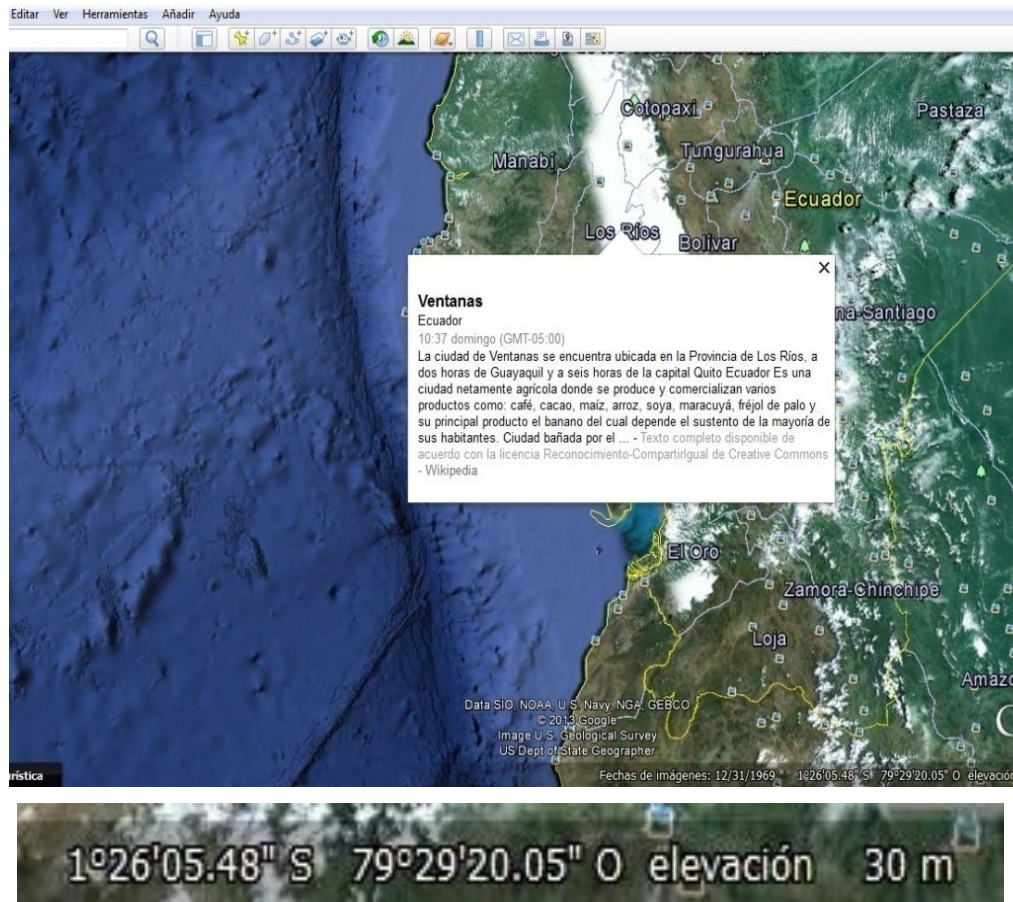 Editar Ver Herramientas Añadir Ayuda
Cotopaxi
Pastaza
Manabí
Tungurahua
Ecuador
Los Ríos
Bolívar
na-Santiago
Ventanas
Ecuador
10:37 domingo (GMT-05:00)
La ciudad de Ventanas se encuentra ubicada en la Provincia de Los Ríos, a
dos horas de Guayaquil y a seis horas de la capital Quito Ecuador Es una
ciudad netamente agrícola donde se produce y comercializan varios
productos como: café, cacao, maíz, arroz, soya, maracuyá, fréjol de palo y
su principal producto el banano del cual depende el sustento de la mayoría de
sus habitantes. Ciudad bañada por el ... - Texto completo disponible de
acuerdo con la licencia Reconocimiento-CompartirIgual de Creative Commons
- Wikipedia
El Oro
Zamora-Chinchipe
Loja
Amazo
Data SIO, NOAA, U.S. Navy, NGA, GEBCO
© 2013 Google
Image U.S. Geological Survey
US Dept of State Geographer
urística
Fechas de imágenes: 12/31/1969 1°26'05.48" S 79°29'20.05" O elevación
1º26'05.48" S 79º29'20.05" O elevación 30 m